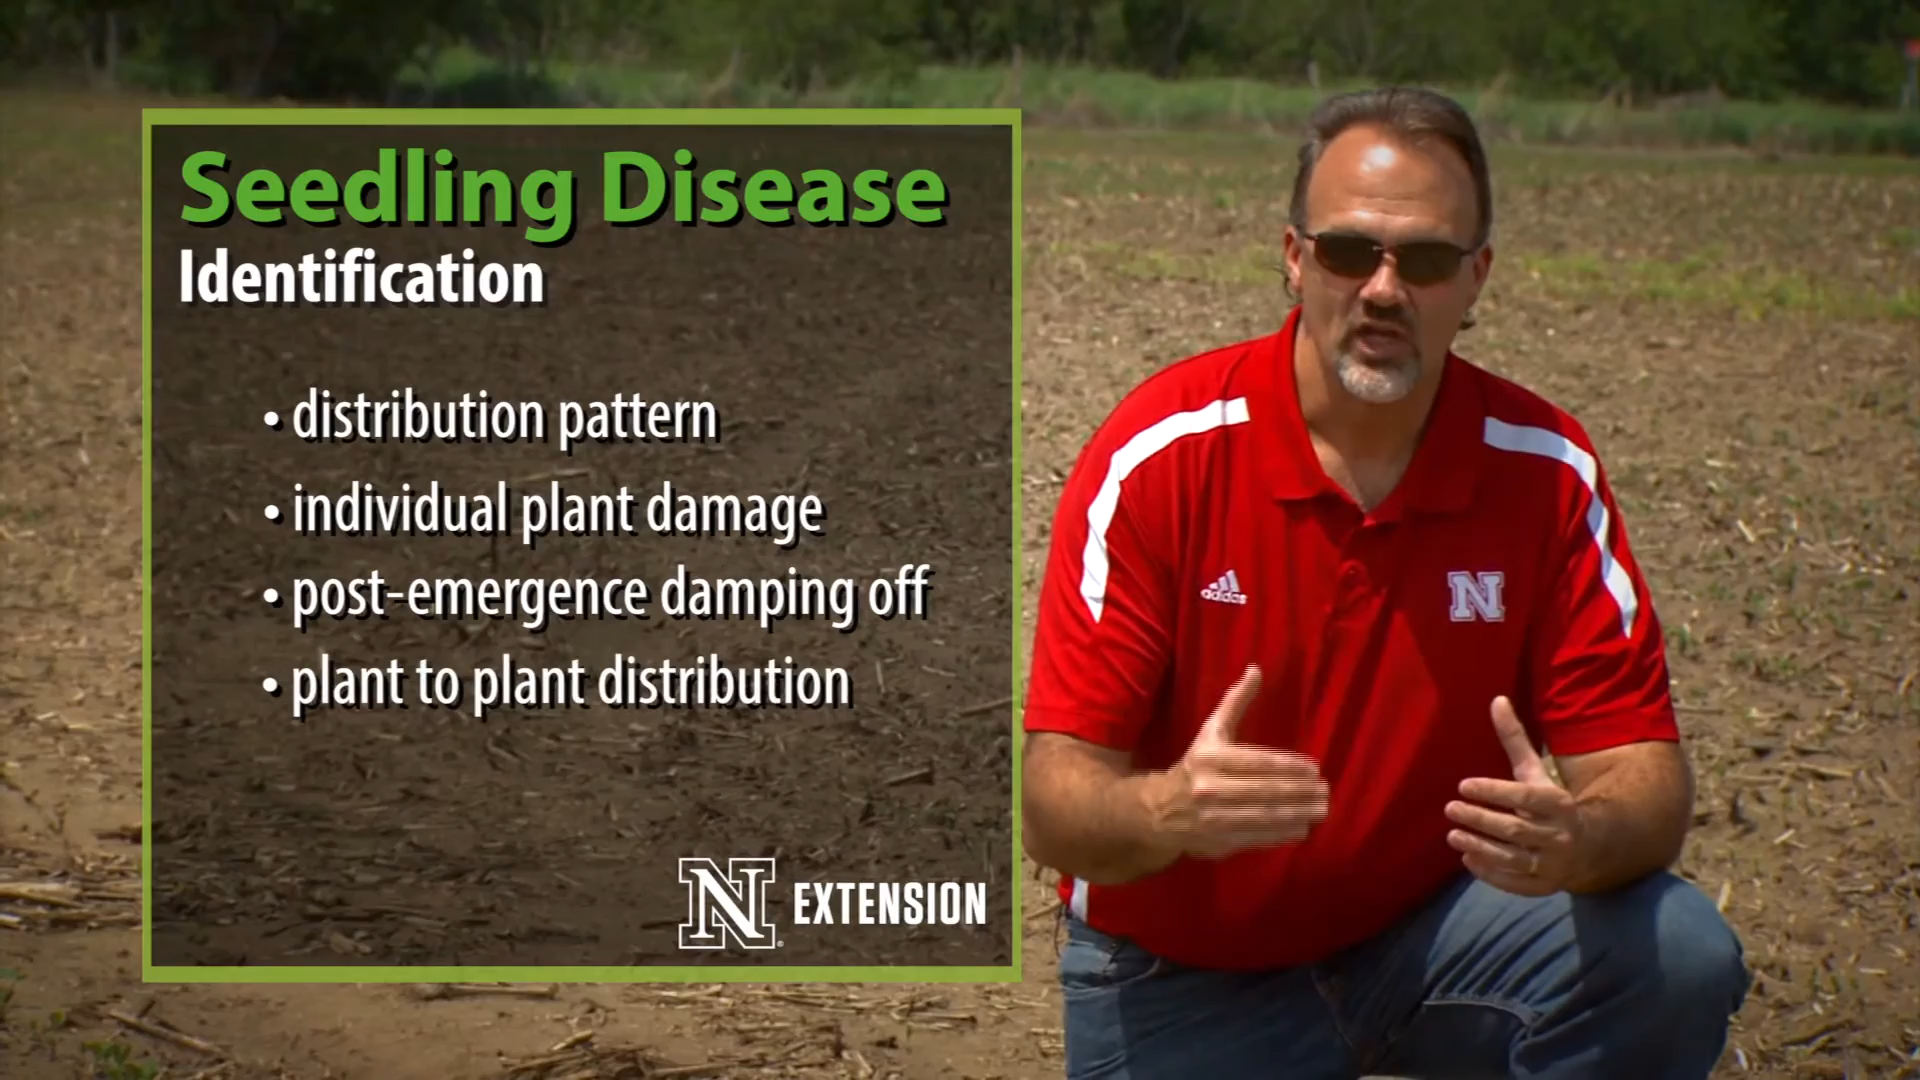 Seedling Disease
Identification
• distribution pattern
• individual plant damage
• post-emergence damping off
• plant to plant distribution
N EXTENSION
adidas
N